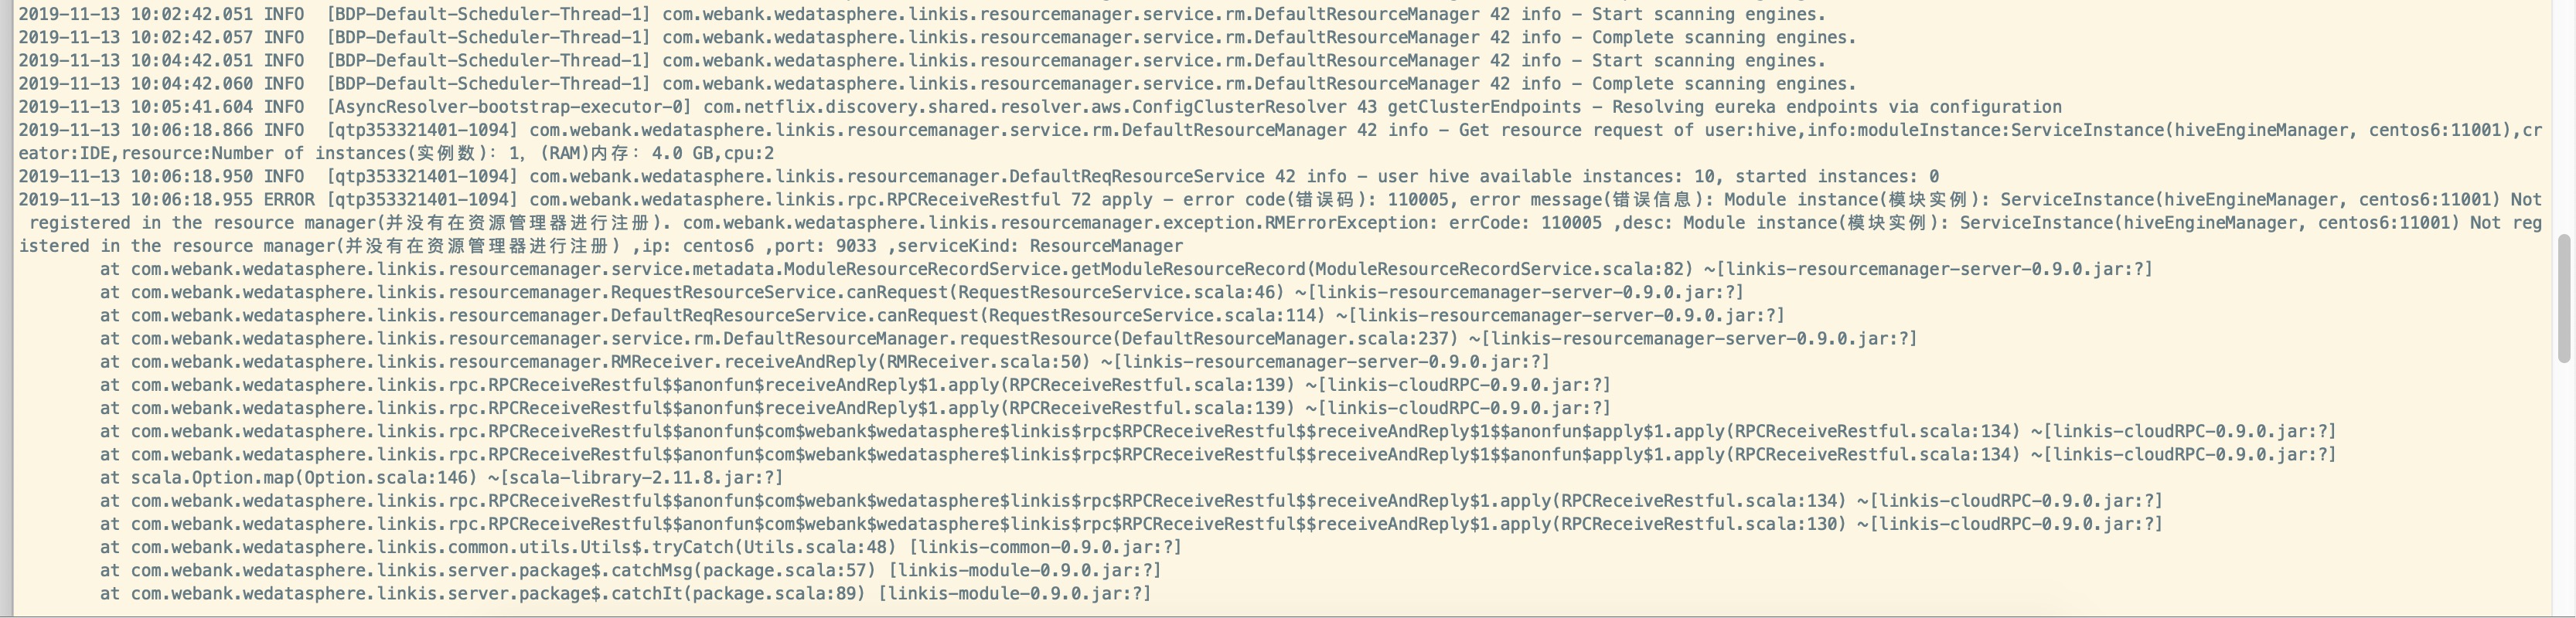 2019-11-13 10:02:42.051 INFO  [BDP-Default-Scheduler-Thread-1] com.webank.wedatasphere.linkis.resourcemanager.service.rm.DefaultResourceManager 42 info - Start scanning engines.
2019-11-13 10:02:42.057 INFO  [BDP-Default-Scheduler-Thread-1] com.webank.wedatasphere.linkis.resourcemanager.service.rm.DefaultResourceManager 42 info - Complete scanning engines.
2019-11-13 10:04:42.051 INFO  [BDP-Default-Scheduler-Thread-1] com.webank.wedatasphere.linkis.resourcemanager.service.rm.DefaultResourceManager 42 info - Start scanning engines.
2019-11-13 10:04:42.060 INFO  [BDP-Default-Scheduler-Thread-1] com.webank.wedatasphere.linkis.resourcemanager.service.rm.DefaultResourceManager 42 info - Complete scanning engines.
2019-11-13 10:05:41.604 INFO  [AsyncResolver-bootstrap-executor-0] com.netflix.discovery.shared.resolver.aws.ConfigClusterResolver 43 getClusterEndpoints - Resolving eureka endpoints via configuration
2019-11-13 10:06:18.866 INFO  [qtp353321401-1094] com.webank.wedatasphere.linkis.resourcemanager.service.rm.DefaultResourceManager 42 info - Get resource request of user:hive,info:moduleInstance:ServiceInstance(hiveEngineManager, centos6:11001),cr
eator:IDE,resource:Number of instances(实例数): 1, (RAM)内存: 4.0 GB,cpu:2
2019-11-13 10:06:18.950 INFO  [qtp353321401-1094] com.webank.wedatasphere.linkis.resourcemanager.DefaultReqResourceService 42 info - user hive available instances: 10, started instances: 0
2019-11-13 10:06:18.955 ERROR [qtp353321401-1094] com.webank.wedatasphere.linkis.rpc.RPCReceiveRestful 72 apply - error code(错误码): 110005, error message(错误信息): Module instance(模块实例): ServiceInstance(hiveEngineManager, centos6:11001) Not
 registered in the resource manager(并没有在资源管理器进行注册). com.webank.wedatasphere.linkis.resourcemanager.exception.RMErrorException: errCode: 110005 ,desc: Module instance(模块实例): ServiceInstance(hiveEngineManager, centos6:11001) Not reg
istered in the resource manager(并没有在资源管理器进行注册) ,ip: centos6 ,port: 9033 ,serviceKind: ResourceManager
        at com.webank.wedatasphere.linkis.resourcemanager.service.metadata.ModuleResourceRecordService.getModuleResourceRecord(ModuleResourceRecordService.scala:82) ~[linkis-resourcemanager-server-0.9.0.jar:?]
        at com.webank.wedatasphere.linkis.resourcemanager.RequestResourceService.canRequest(RequestResourceService.scala:46) ~[linkis-resourcemanager-server-0.9.0.jar:?]
        at com.webank.wedatasphere.linkis.resourcemanager.DefaultReqResourceService.canRequest(RequestResourceService.scala:114) ~[linkis-resourcemanager-server-0.9.0.jar:?]
        at com.webank.wedatasphere.linkis.resourcemanager.service.rm.DefaultResourceManager.requestResource(DefaultResourceManager.scala:237) ~[linkis-resourcemanager-server-0.9.0.jar:?]
        at com.webank.wedatasphere.linkis.resourcemanager.RMReceiver.receiveAndReply(RMReceiver.scala:50) ~[linkis-resourcemanager-server-0.9.0.jar:?]
        at com.webank.wedatasphere.linkis.rpc.RPCReceiveRestful$$anonfun$receiveAndReply$1.apply(RPCReceiveRestful.scala:139) ~[linkis-cloudRPC-0.9.0.jar:?]
        at com.webank.wedatasphere.linkis.rpc.RPCReceiveRestful$$anonfun$receiveAndReply$1.apply(RPCReceiveRestful.scala:139) ~[linkis-cloudRPC-0.9.0.jar:?]
        at com.webank.wedatasphere.linkis.rpc.RPCReceiveRestful$$anonfun$com$webank$wedatasphere$linkis$rpc$RPCReceiveRestful$$receiveAndReply$1$$anonfun$apply$1.apply(RPCReceiveRestful.scala:134) ~[linkis-cloudRPC-0.9.0.jar:?]
        at com.webank.wedatasphere.linkis.rpc.RPCReceiveRestful$$anonfun$com$webank$wedatasphere$linkis$rpc$RPCReceiveRestful$$receiveAndReply$1$$anonfun$apply$1.apply(RPCReceiveRestful.scala:134) ~[linkis-cloudRPC-0.9.0.jar:?]
        at scala.Option.map(Option.scala:146) ~[scala-library-2.11.8.jar:?]
        at com.webank.wedatasphere.linkis.rpc.RPCReceiveRestful$$anonfun$com$webank$wedatasphere$linkis$rpc$RPCReceiveRestful$$receiveAndReply$1.apply(RPCReceiveRestful.scala:134) ~[linkis-cloudRPC-0.9.0.jar:?]
        at com.webank.wedatasphere.linkis.rpc.RPCReceiveRestful$$anonfun$com$webank$wedatasphere$linkis$rpc$RPCReceiveRestful$$receiveAndReply$1.apply(RPCReceiveRestful.scala:130) ~[linkis-cloudRPC-0.9.0.jar:?]
        at com.webank.wedatasphere.linkis.common.utils.Utils$.tryCatch(Utils.scala:48) [linkis-common-0.9.0.jar:?]
        at com.webank.wedatasphere.linkis.server.package$.catchMsg(package.scala:57) [linkis-module-0.9.0.jar:?]
        at com.webank.wedatasphere.linkis.server.package$.catchIt(package.scala:89) [linkis-module-0.9.0.jar:?]